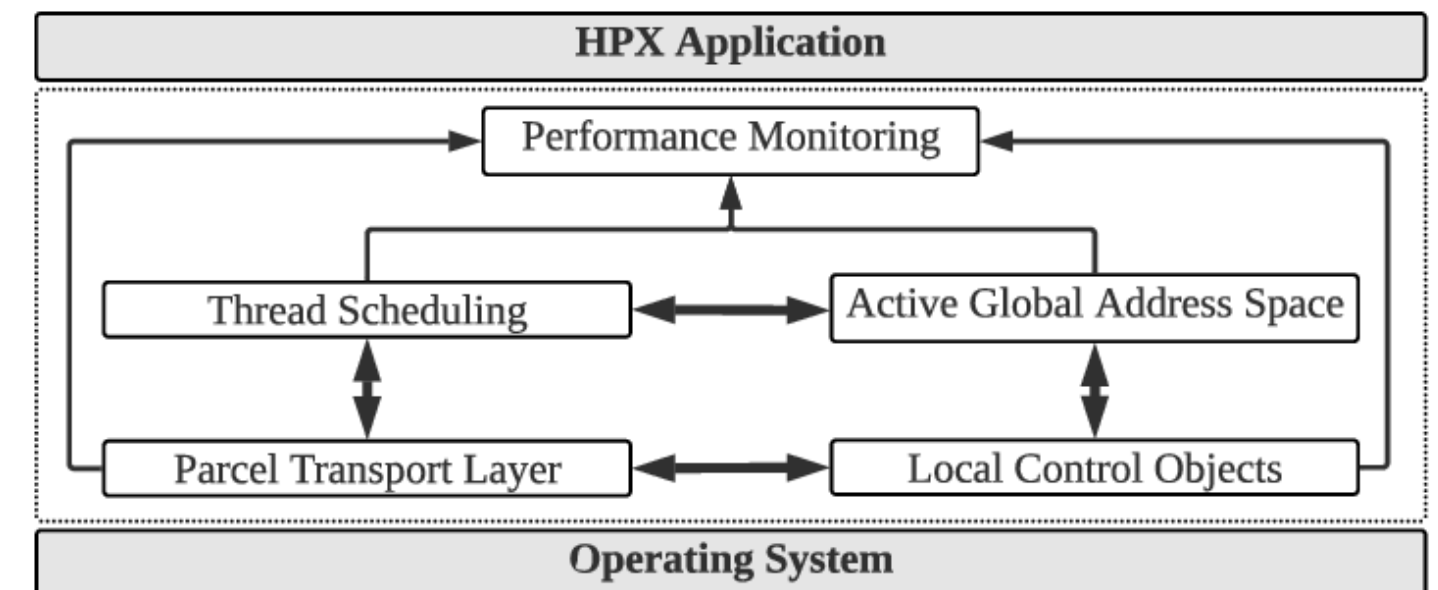 HPX Application
Performance Monitoring
Thread Scheduling
Active Global Address Space
Parcel Transport Layer
Local Control Objects
Operating System